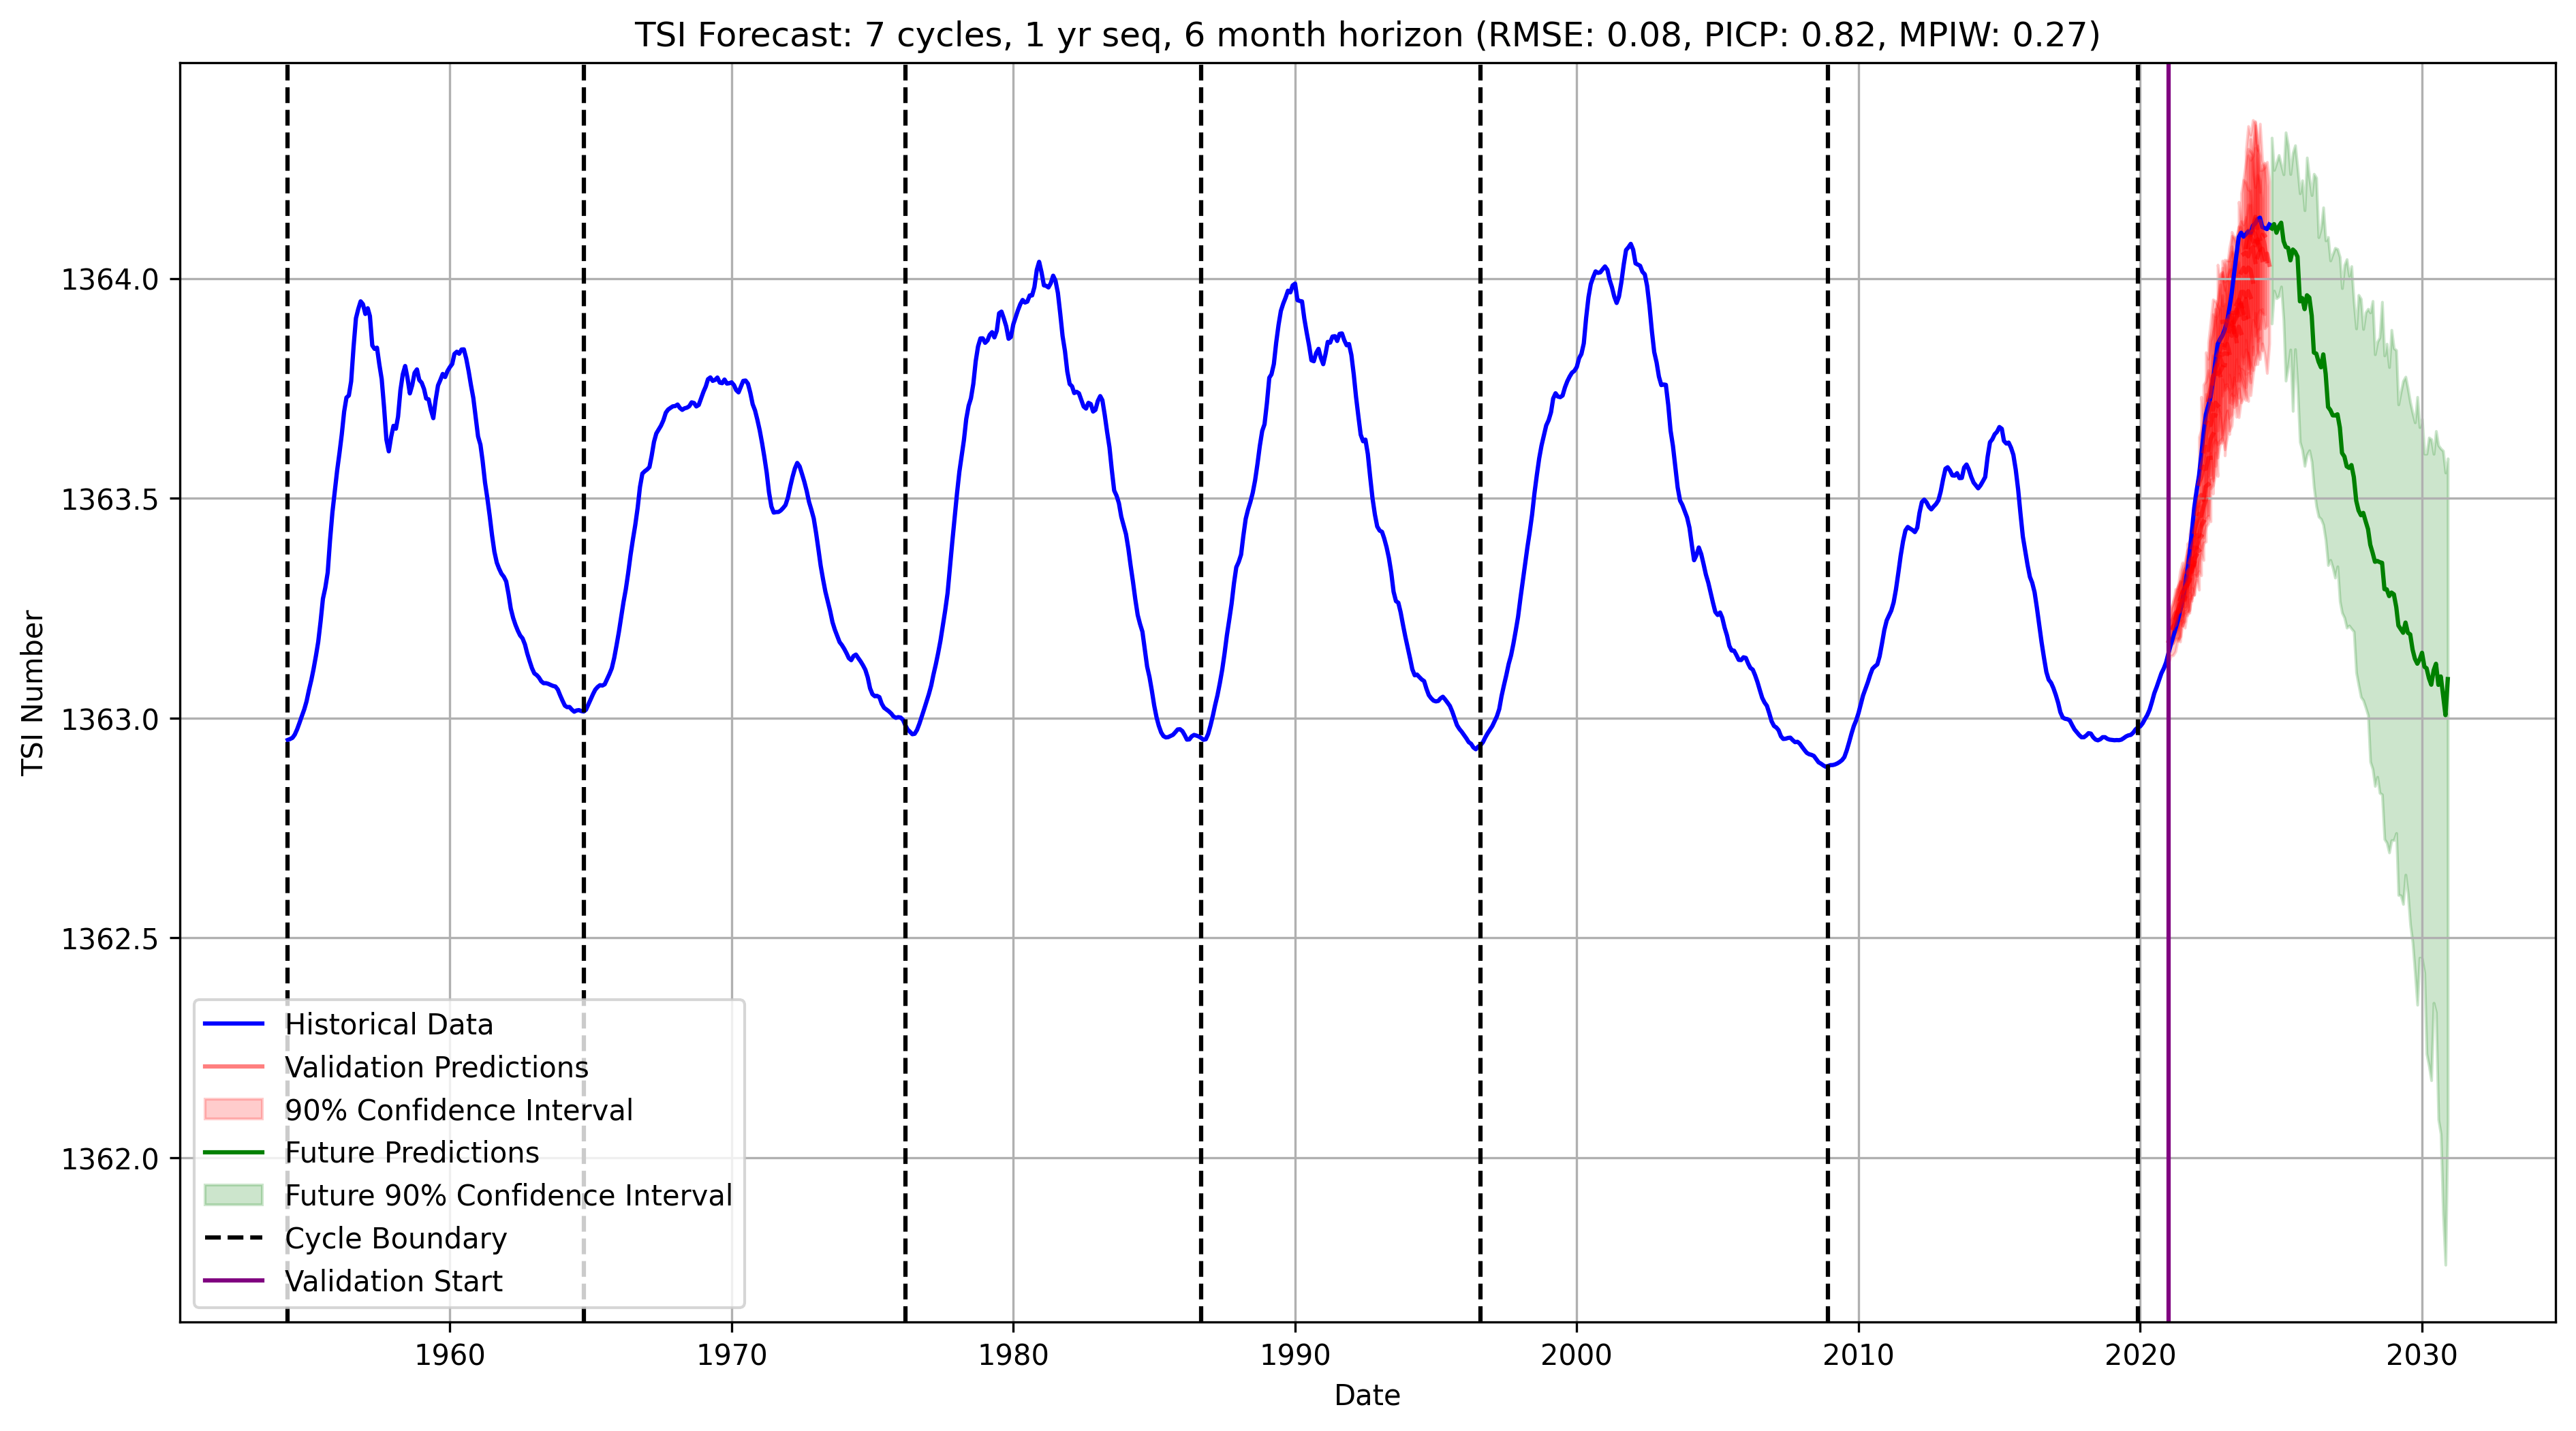 TSI Forecast: 7 cycles, 1 yr seq, 6 month horizon (RMSE: 0.08, PICP: 0.82, MPIW: 0.27)
TSI Number
1364.0
1363.5
1363.0
1362.5
1362.0
Historical Data
Validation Predictions
90% Confidence Interval
Future Predictions
Future 90% Confidence Interval
Cycle Boundary
Validation Start
1960 1970 1980 1990 2000 2010 2020 2030
Date